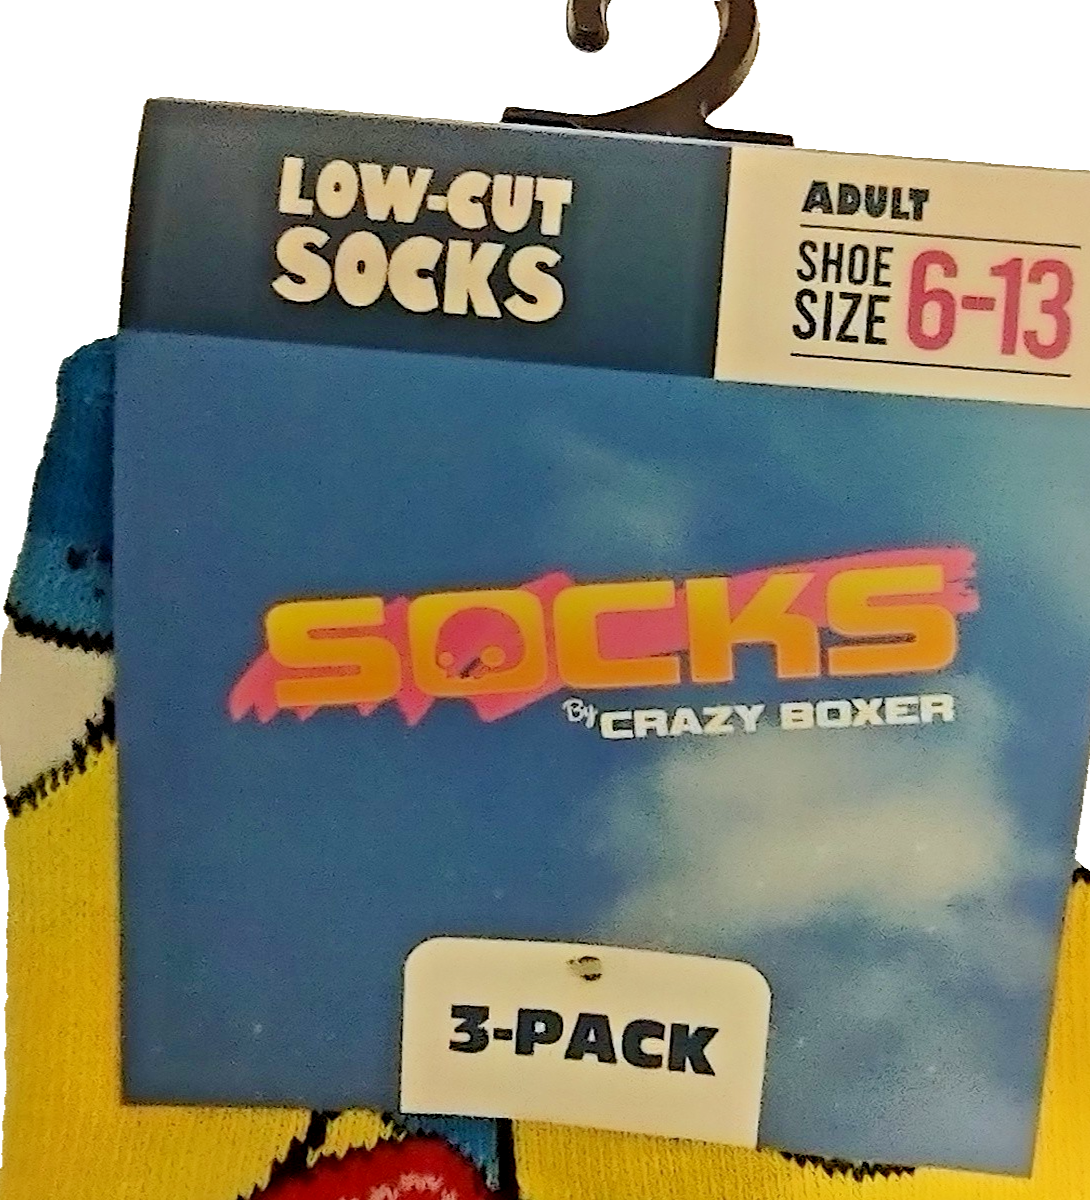 LOW-CUT
SOCKS
ADULT
SHOE
SIZE
6-13
SOCKS
By CRAZY BOXER
3-PACK